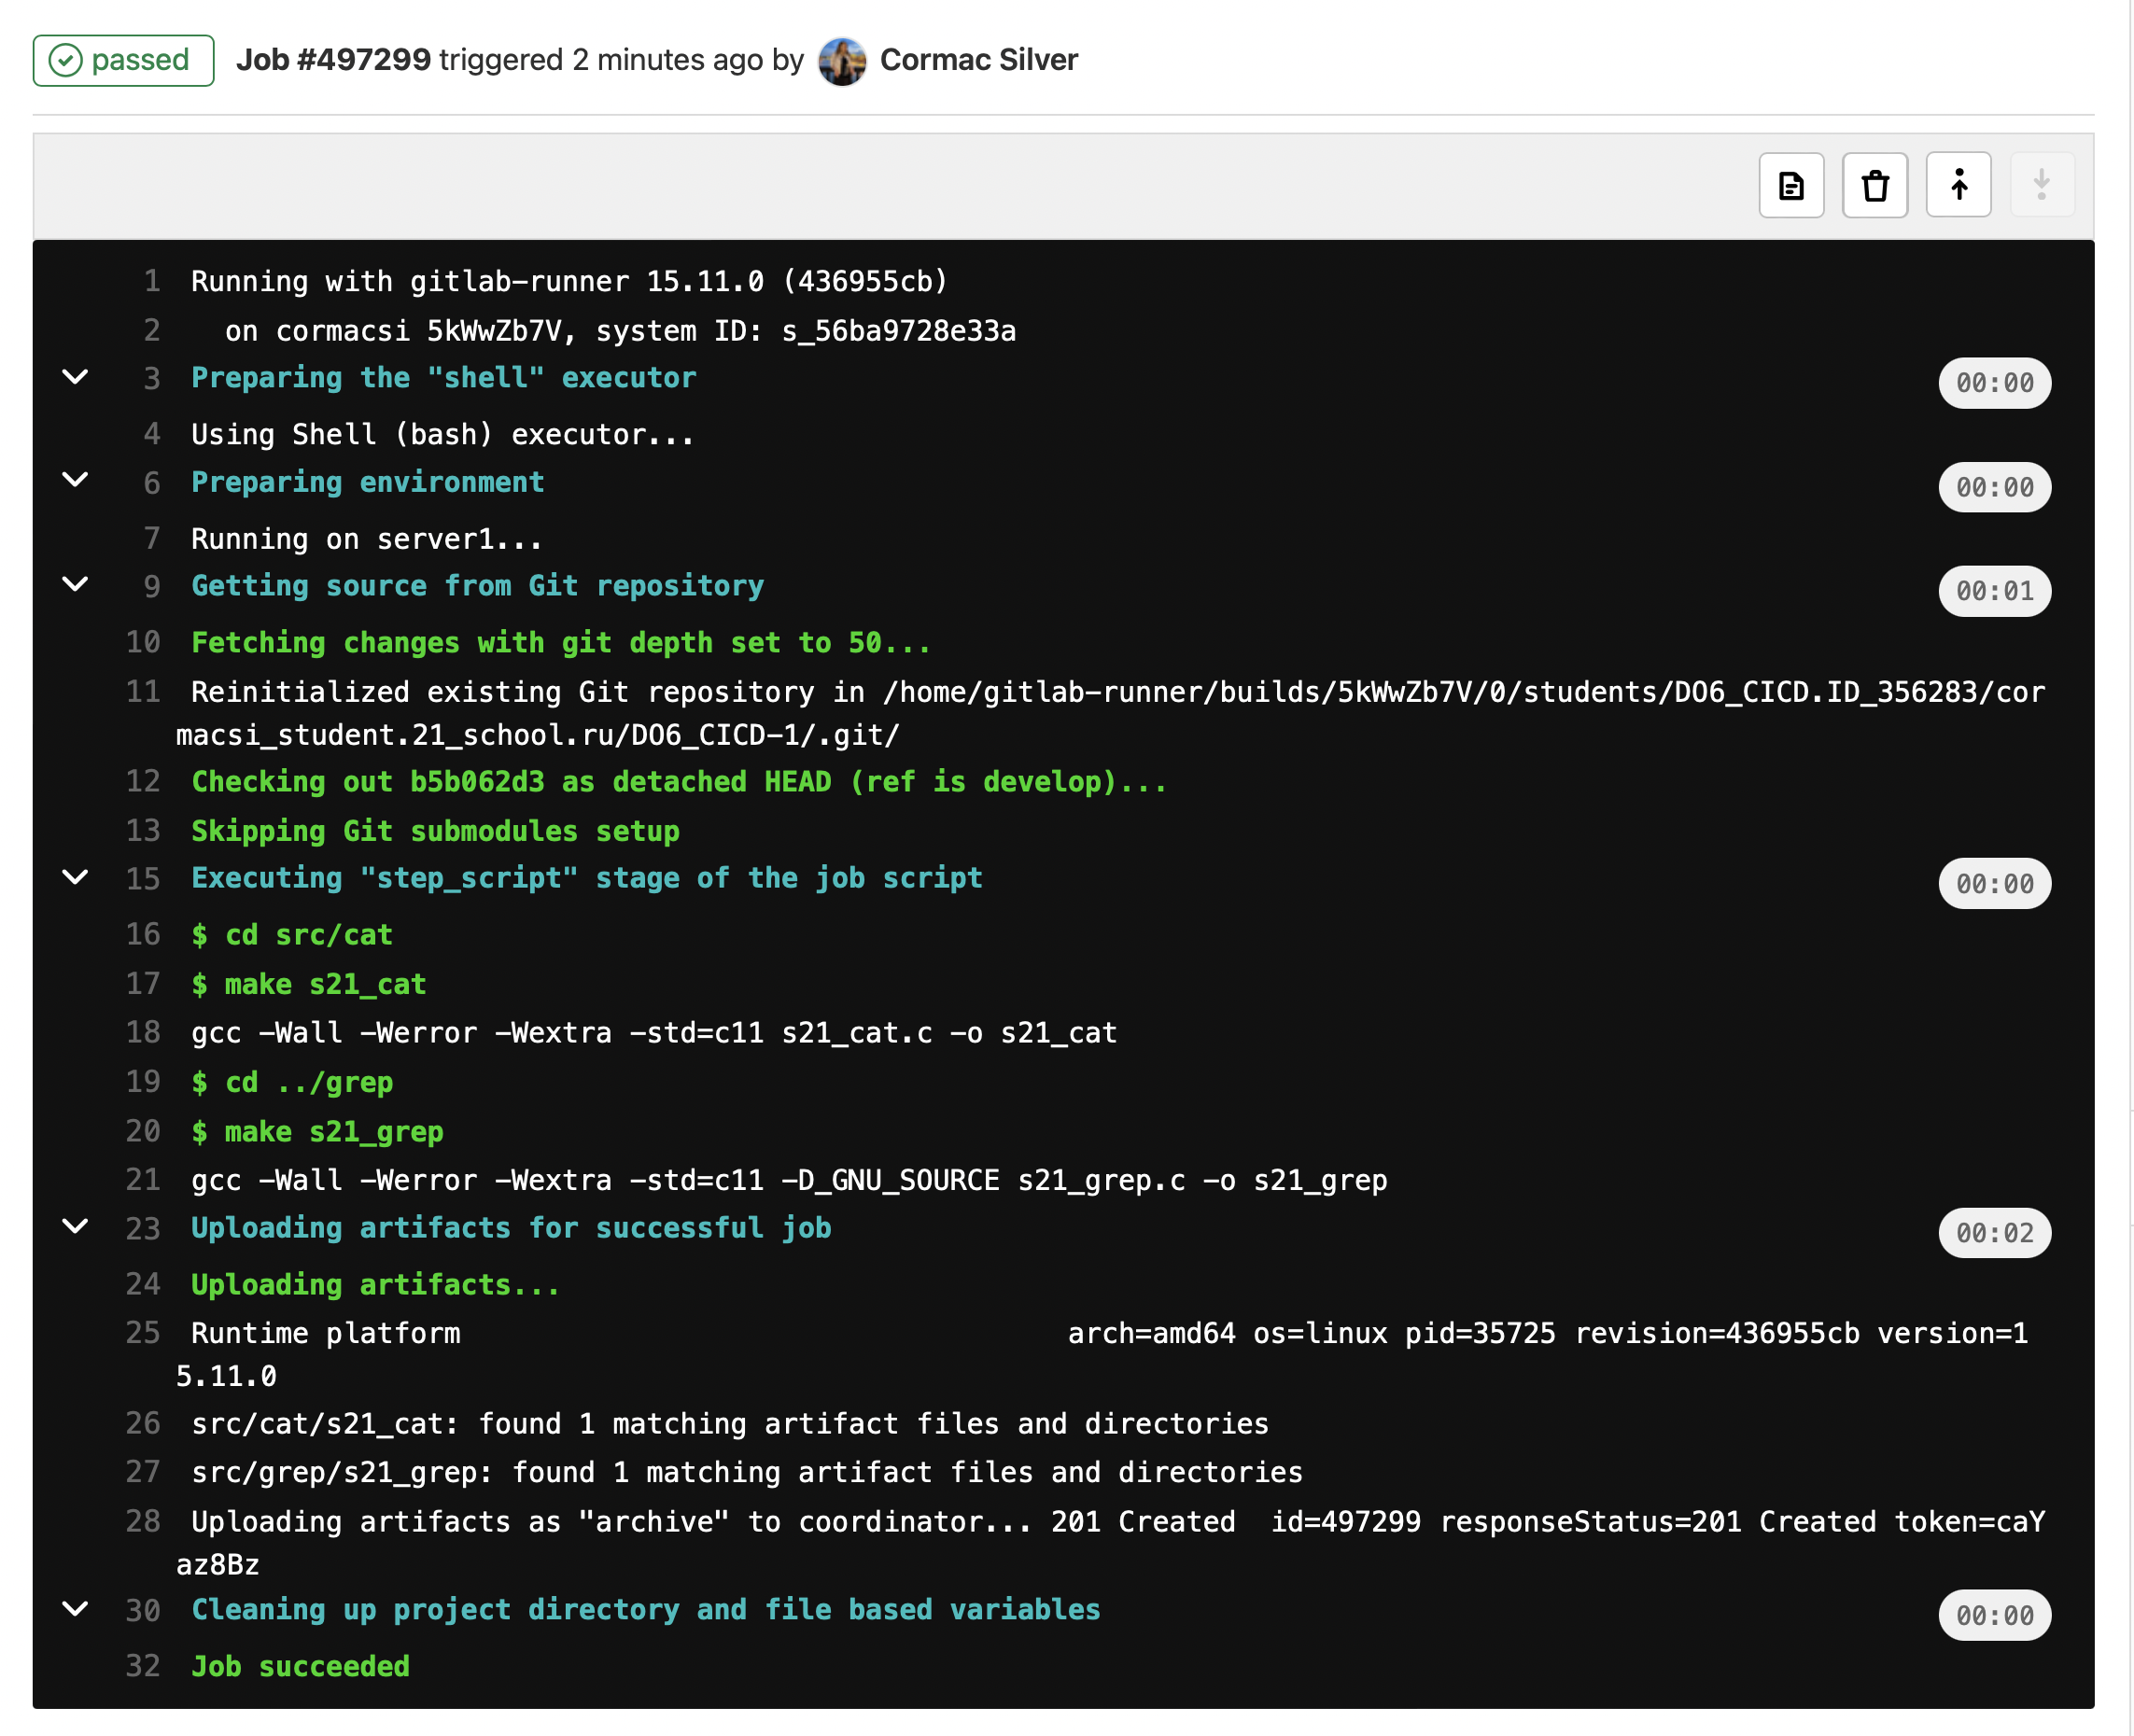 passed Job #497299 triggered 2 minutes ago by Cormac Silver
1 Running with gitlab-runner 15.11.0 (436955cb)
2 on cormacsi 5kWwZb7V, system ID: s_56ba9728e33a
3 Preparing the "shell" executor 00:00
4 Using Shell (bash) executor...
6 Preparing environment 00:00
7 Running on server1...
9 Getting source from Git repository 00:01
10 Fetching changes with git depth set to 50...
11 Reinitialized existing Git repository in /home/gitlab-runner/builds/5kWwZb7V/0/students/DO6_CICD.ID_356283/cor
macsi_student.21_school.ru/DO6_CICD-1/.git/
12 Checking out b5b062d3 as detached HEAD (ref is develop)...
13 Skipping Git submodules setup
15 Executing "step_script" stage of the job script 00:00
16 $ cd src/cat
17 $ make s21_cat
18 gcc -Wall -Werror -Wextra -std=c11 s21_cat.c -o s21_cat
19 $ cd ../grep
20 $ make s21_grep
21 gcc -Wall -Werror -Wextra -std=c11 -D_GNU_SOURCE s21_grep.c -o s21_grep
23 Uploading artifacts for successful job 00:02
24 Uploading artifacts...
25 Runtime platform arch=amd64 os=linux pid=35725 revision=436955cb version=1
5.11.0
26 src/cat/s21_cat: found 1 matching artifact files and directories
27 src/grep/s21_grep: found 1 matching artifact files and directories
28 Uploading artifacts as "archive" to coordinator... 201 Created id=497299 responseStatus=201 Created token=caY
az8Bz
30 Cleaning up project directory and file based variables 00:00
32 Job succeeded